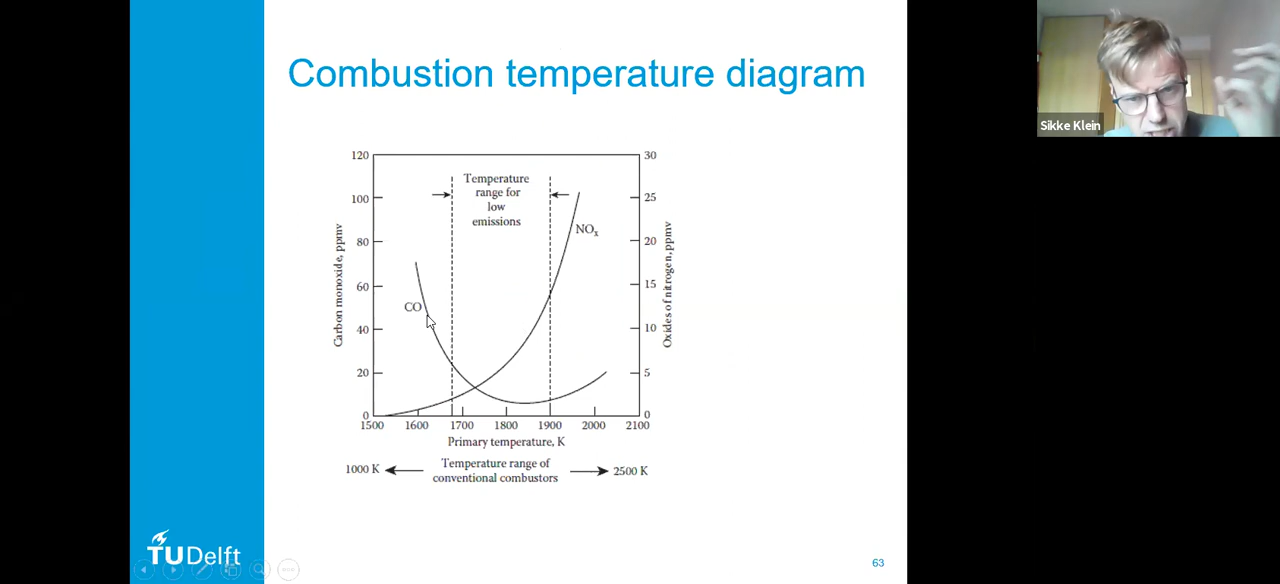 Combustion temperature diagram
Sikke Klein
120
100
80
60
40
20
0
Carbon monoxide, ppmv
30
25
20
15
10
5
0
Oxides of nitrogen, ppmv
Temperature
range for
low
emissions
NOx
CO
1500 1600 1700 1800 1900 2000 2100
Primary temperature, K
1000 K
Temperature range of
conventional combustors
2500 K
TUDelft
63